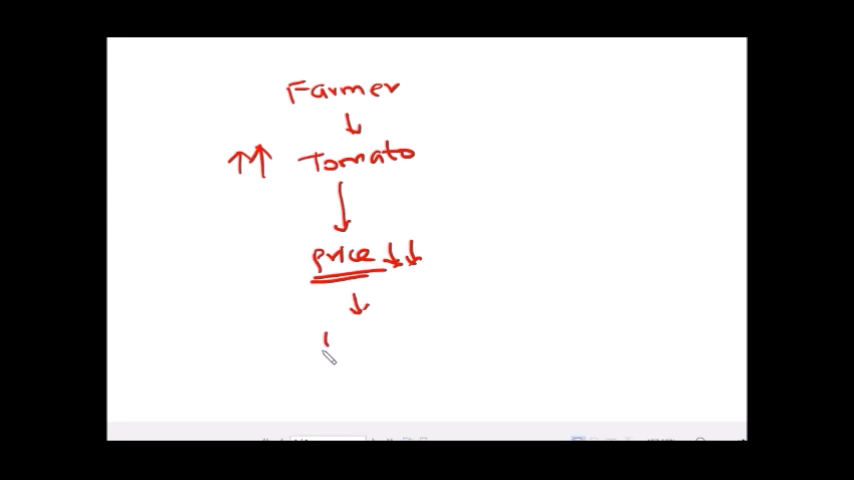 Farmer
↓
↑↑ Tomato
↓
price ↓↓
↓